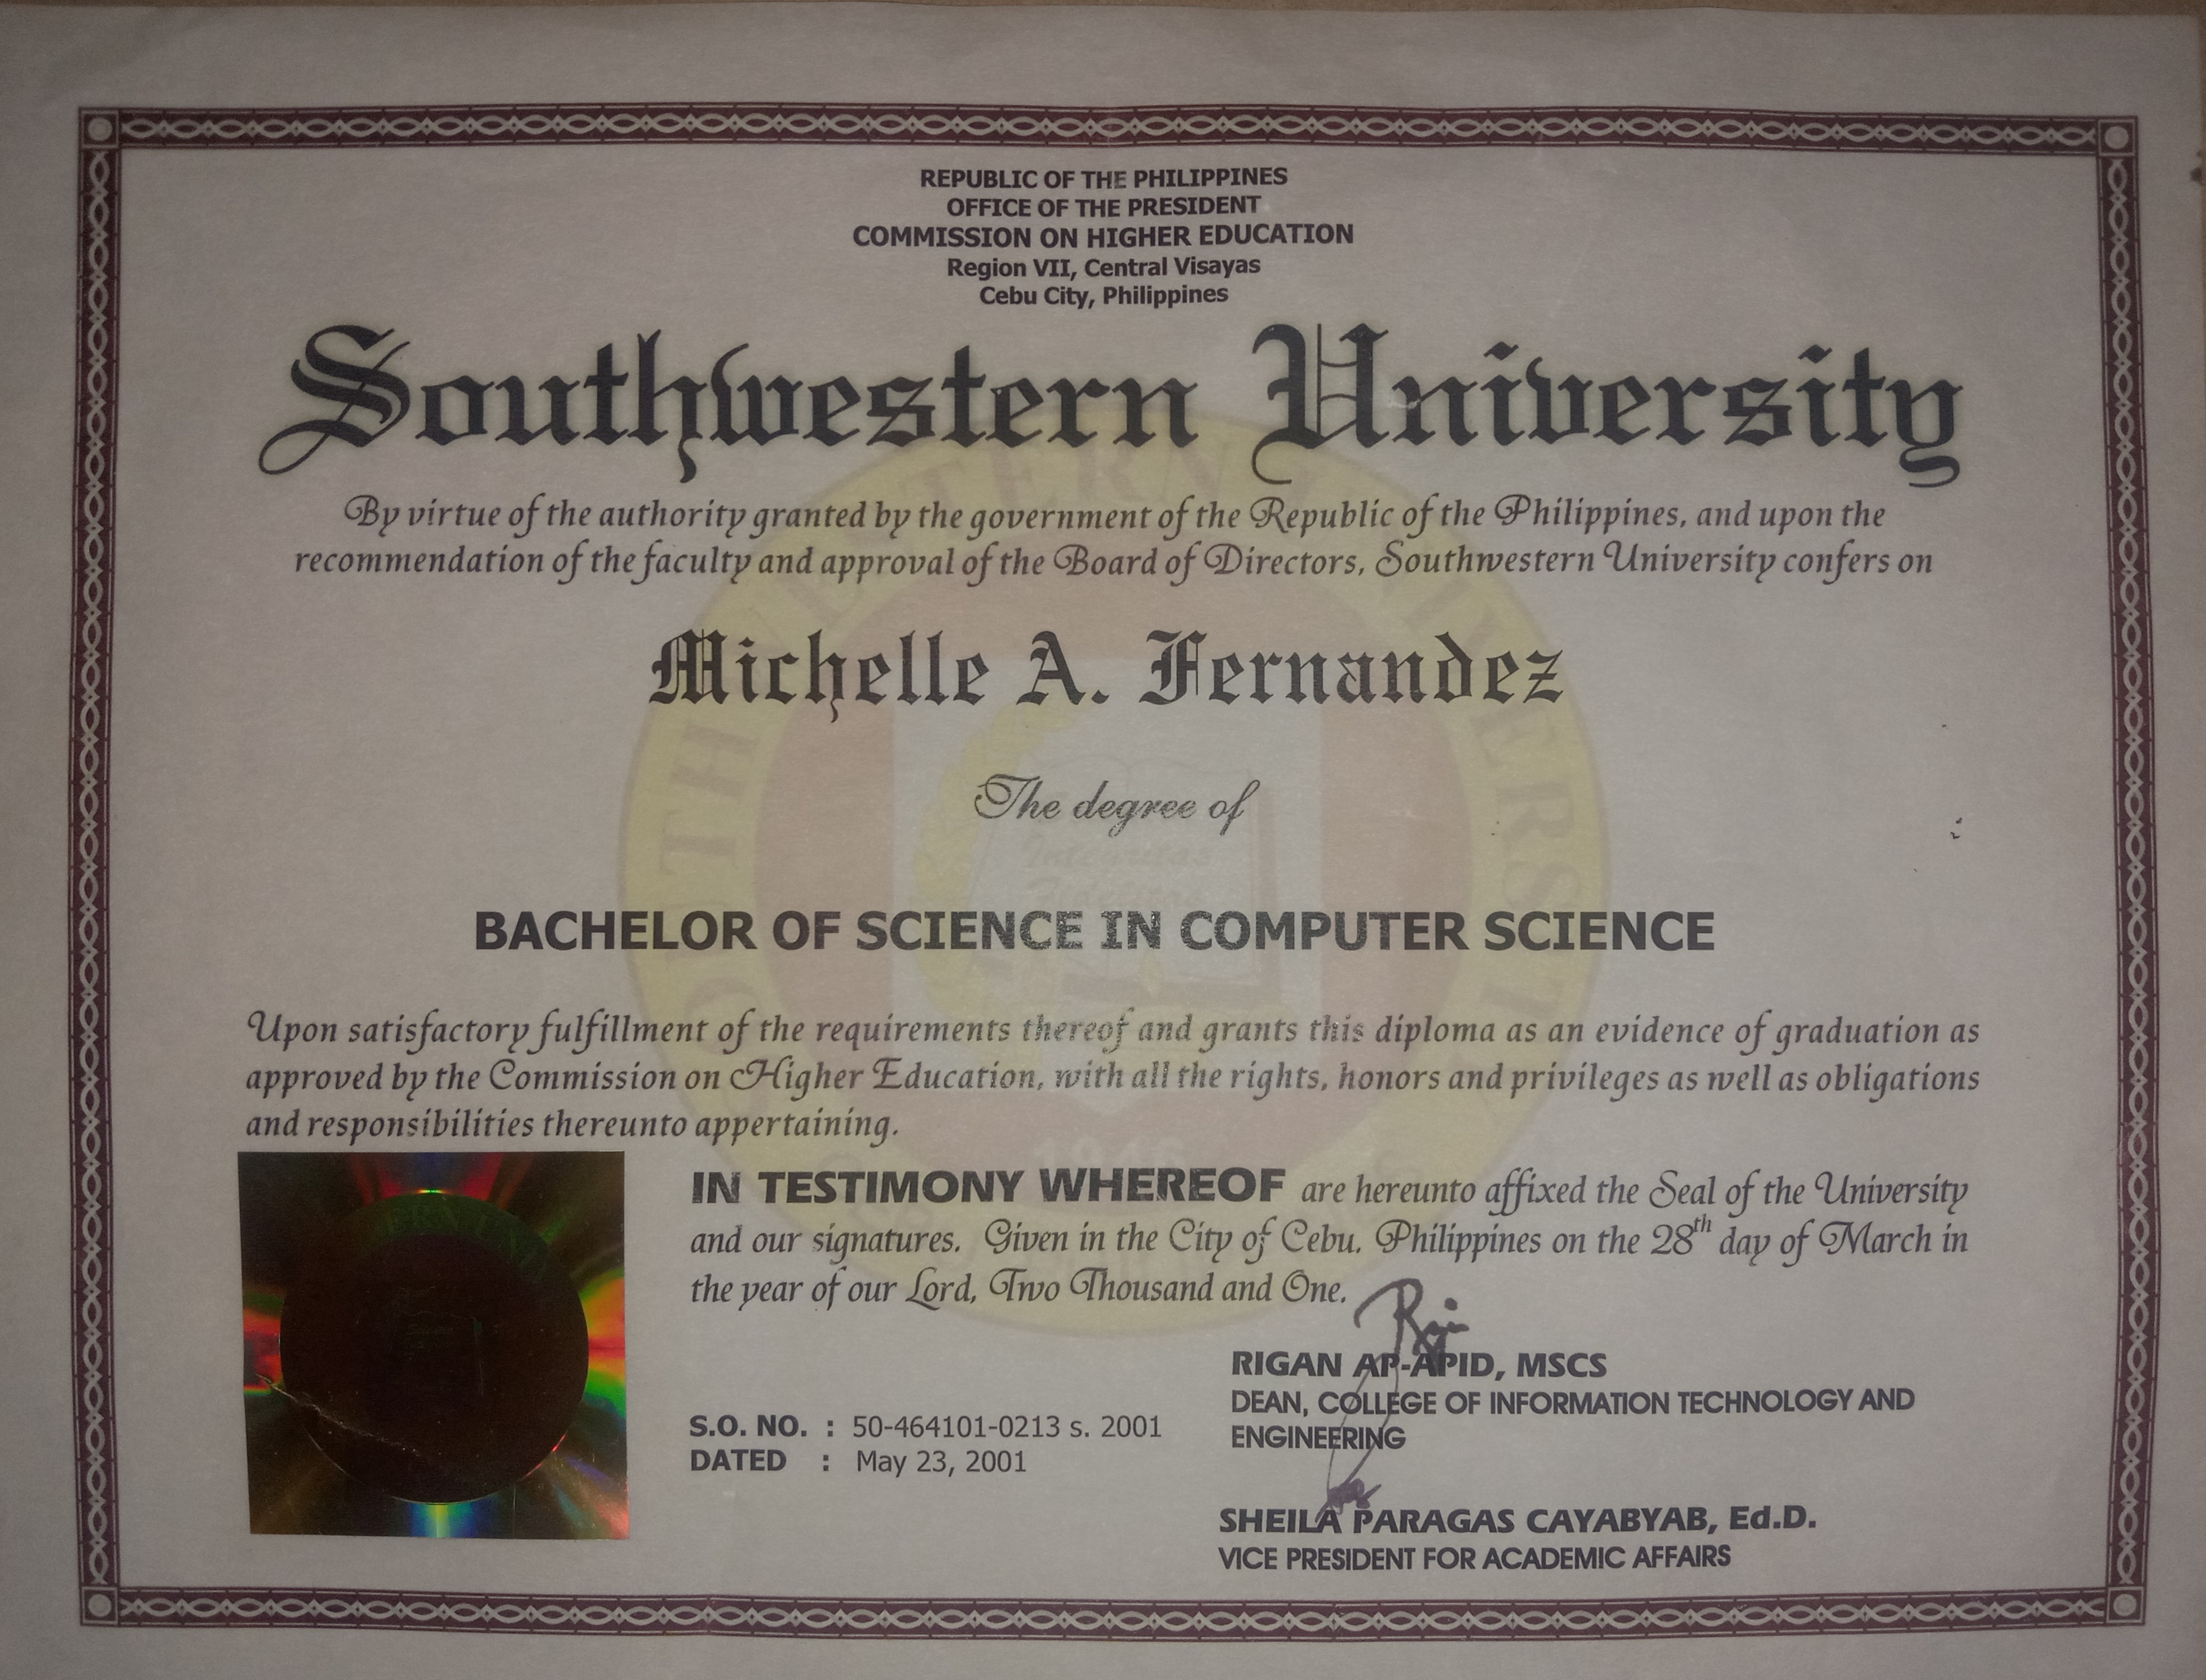 REPUBLIC OF THE PHILIPPINES
OFFICE OF THE PRESIDENT
COMMISSION ON HIGHER EDUCATION
Region VII, Central Visayas
Cebu City, Philippines
Southwestern University
By virtue of the authority granted by the government of the Republic of the Philippines, and upon the
recommendation of the faculty and approval of the Board of Directors, Southwestern University confers on
Michelle A. Fernandez
The degree of
Integritas
BACHELOR OF SCIENCE IN COMPUTER SCIENCE
Upon satisfactory fulfillment of the requirements thereof and grants this diploma as an evidence of graduation as
approved by the Commission on Higher Education, with all the rights, honors and privileges as well as obligations
and responsibilities thereunto appertaining.
1946
IN TESTIMONY WHEREOF are hereunto affixed the Seal of the University
and our signatures. Given in the City of Cebu. Philippines on the 28th day of March in
the year of our Lord, Two Thousand and One.
RIGAN AP-APID, MSCS
DEAN, COLLEGE OF INFORMATION TECHNOLOGY AND
ENGINEERING
S.O. NO. : 50-464101-0213 s. 2001
DATED : May 23, 2001
SHEILA PARAGAS CAYABYAB, Ed.D.
VICE PRESIDENT FOR ACADEMIC AFFAIRS